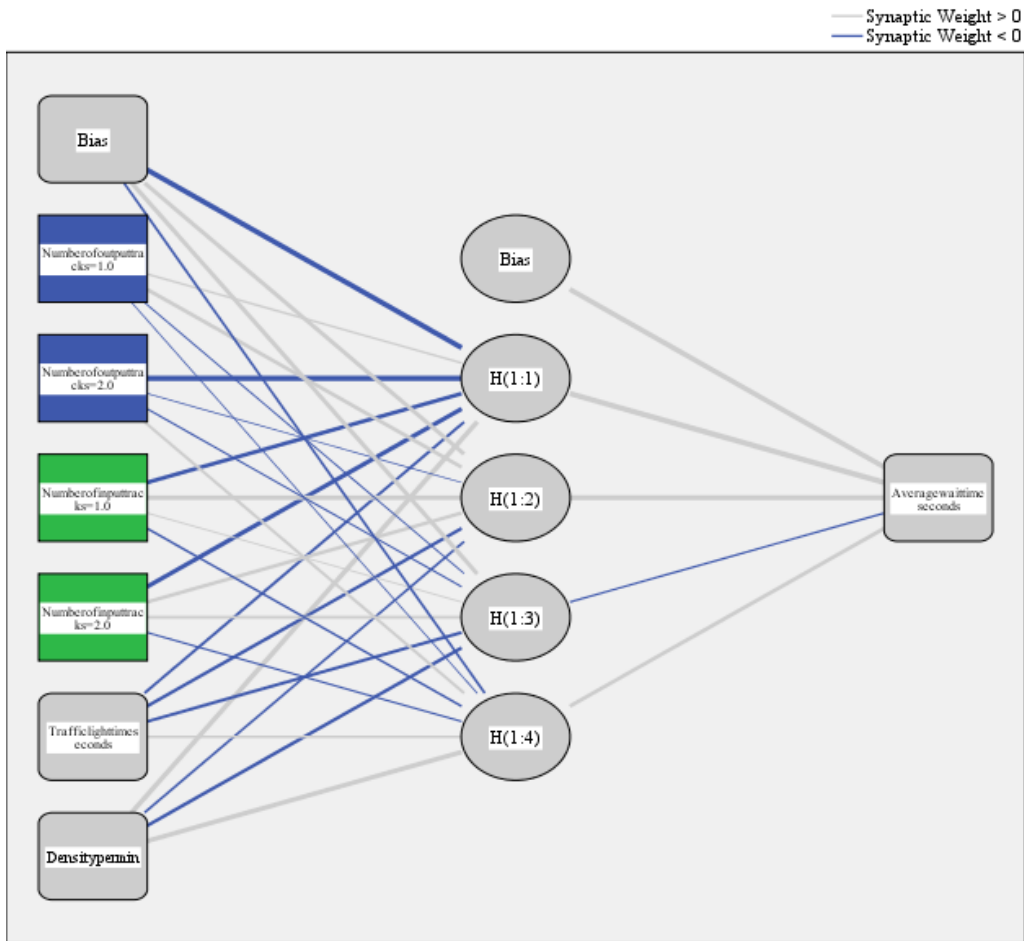 Synaptic Weight > 0
Synaptic Weight < 0
Bias
Numberofoutputtra
cks=1.0
Bias
Numberofoutputtra
cks=2.0
H(1:1)
Numberofinputtrac
ks=1.0
H(1:2)
Averagewaittime
seconds
Numberofinputtrac
ks=2.0
H(1:3)
Trafficlighttimes
econds
H(1:4)
Densitypermin